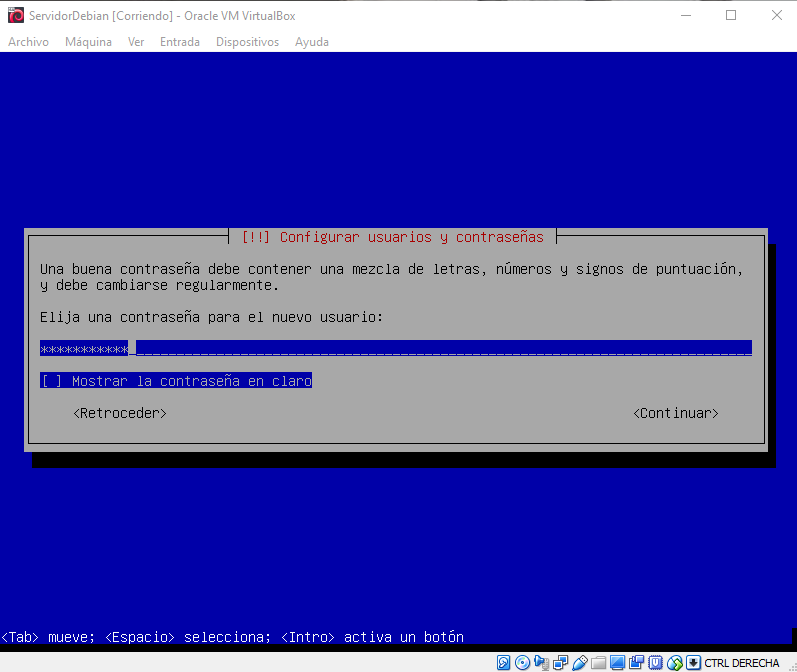 ServidorDebian [Corriendo] - Oracle VM VirtualBox
Archivo Máquina Ver Entrada Dispositivos Ayuda
[!!] Configurar usuarios y contraseñas
Una buena contraseña debe contener una mezcla de letras, números y signos de puntuación,
y debe cambiarse regularmente.
Elija una contraseña para el nuevo usuario:
***********
[ ] Mostrar la contraseña en claro
<Retroceder> <Continuar>
<Tab> mueve; <Espacio> selecciona; <Intro> activa un botón
CTRL DERECHA